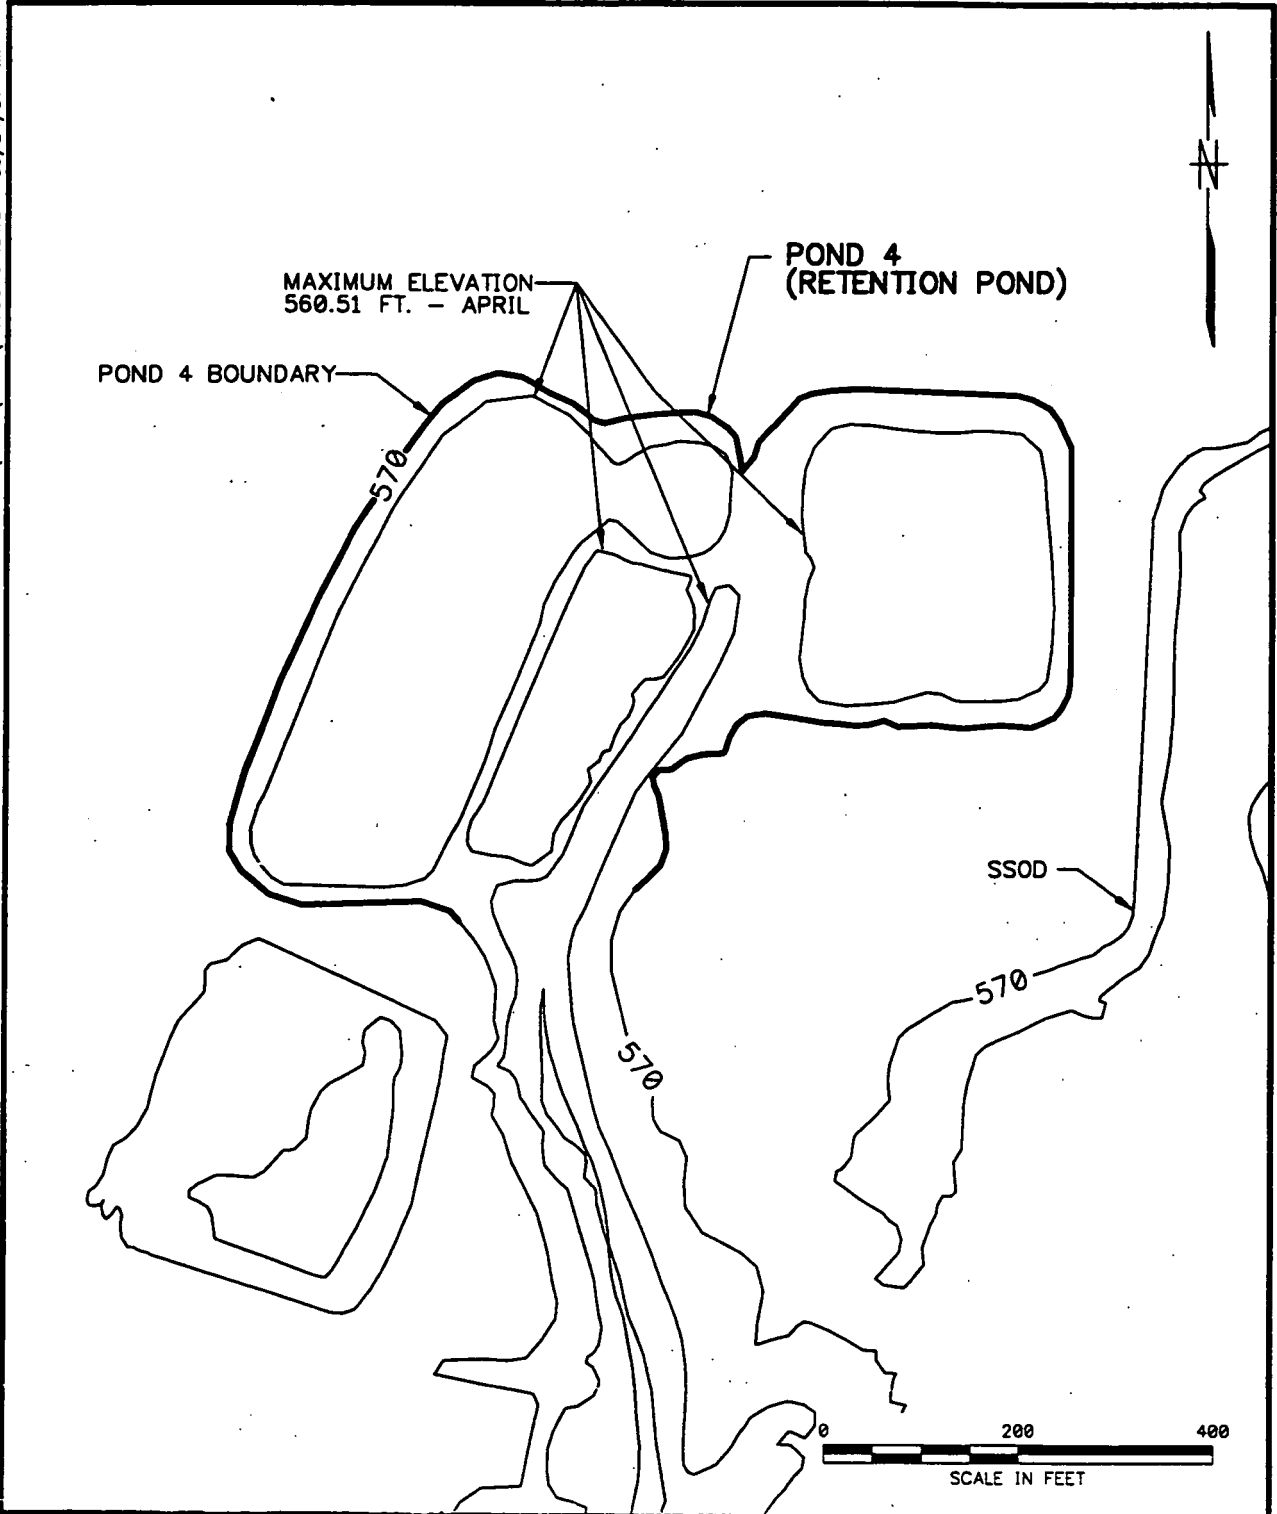 N
POND 4
(RETENTION POND)
MAXIMUM ELEVATION
560.51 FT. – APRIL
POND 4 BOUNDARY
570
SSOD
570
570
0 200 400
SCALE IN FEET